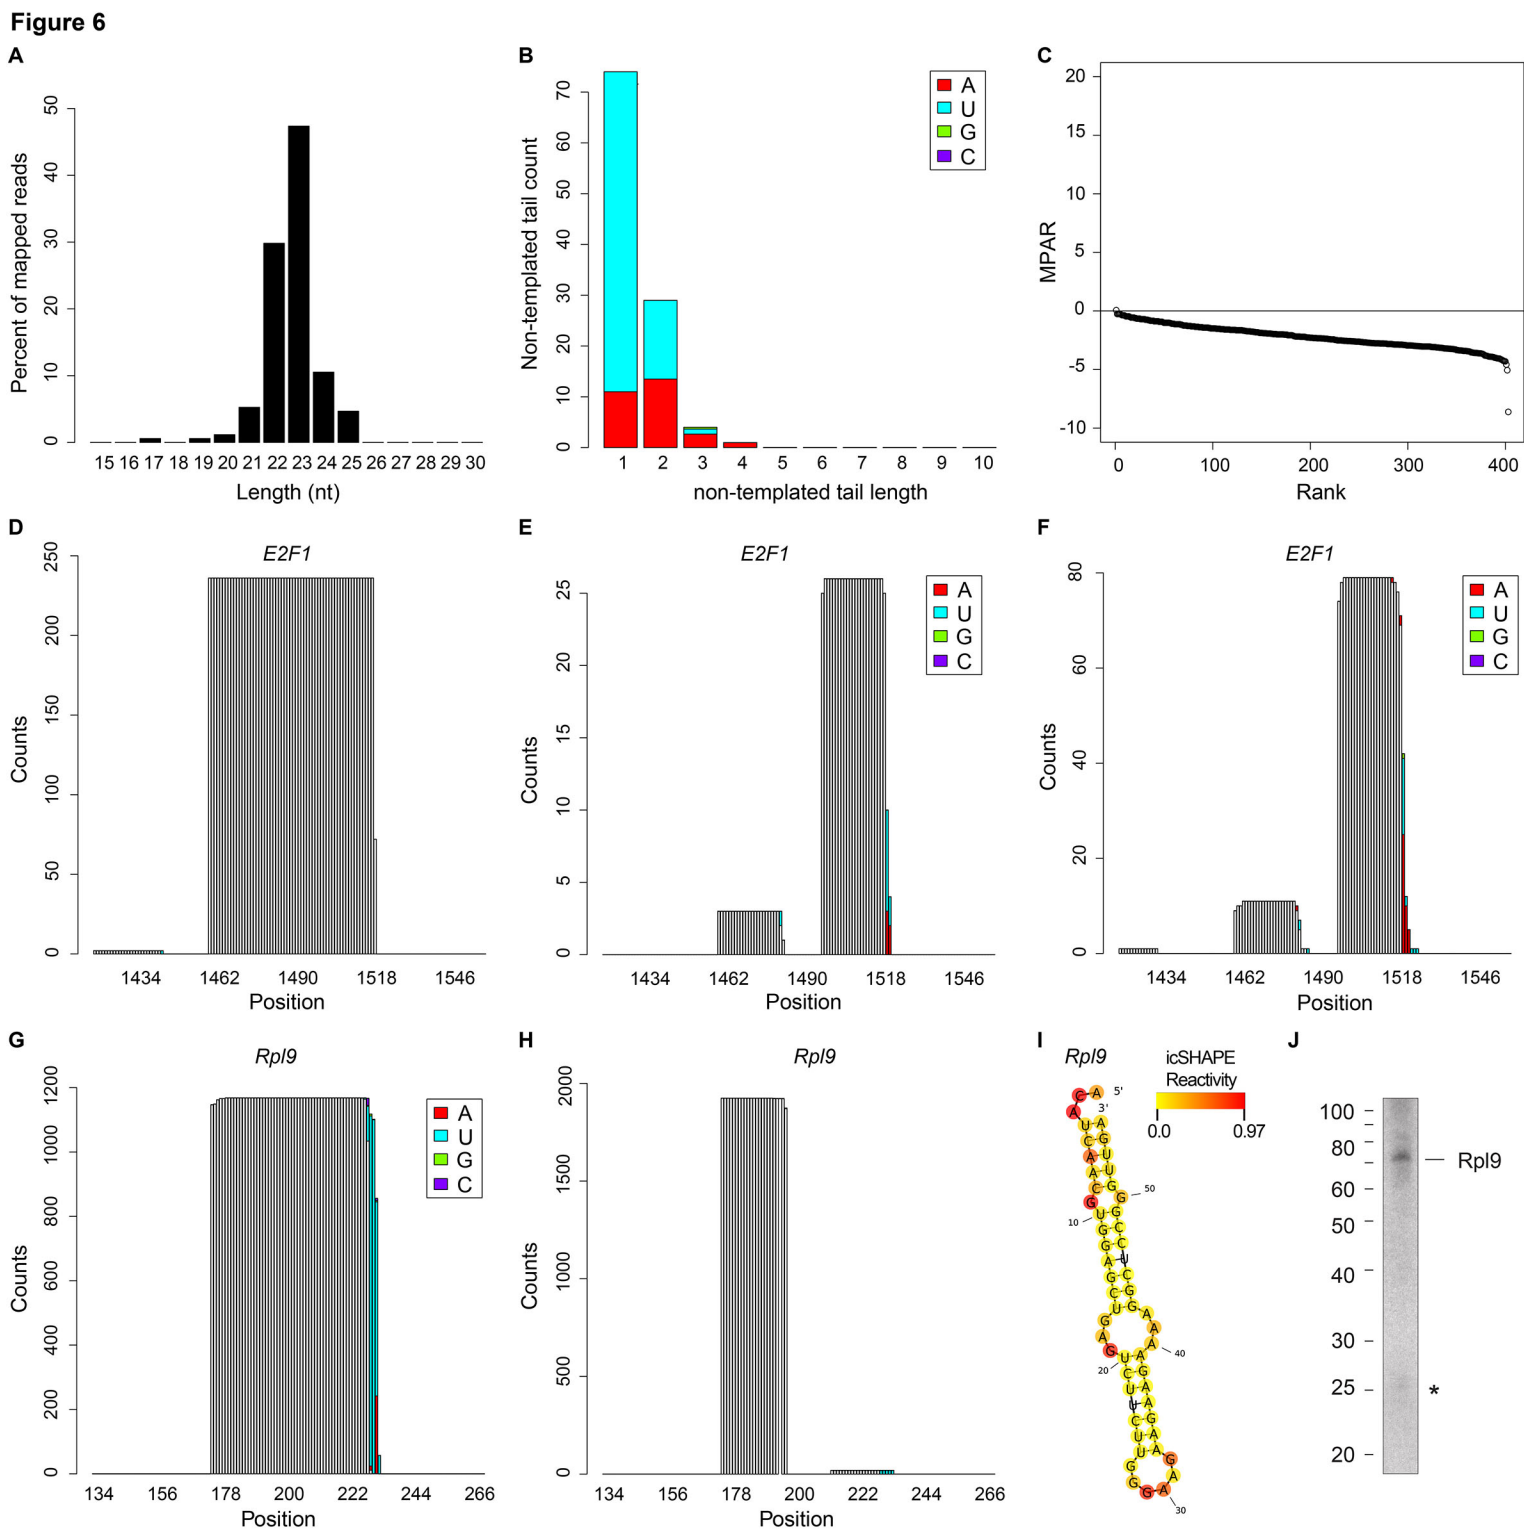 Figure 6
A
Percent of mapped reads
50
40
30
20
10
0
15 16 17 18 19 20 21 22 23 24 25 26 27 28 29 30
Length (nt)
B
Non-templated tail count
70
60
50
40
30
20
10
0
1 2 3 4 5 6 7 8 9 10
non-templated tail length
A
U
G
C
C
MPAR
20
15
10
5
0
-5
-10
0 100 200 300 400
Rank
D
E2F1
Counts
250
200
150
100
50
0
1434 1462 1490 1518 1546
Position
E
E2F1
Counts
25
20
15
10
5
0
1434 1462 1490 1518 1546
Position
A
U
G
C
F
E2F1
Counts
80
60
40
20
0
1434 1462 1490 1518 1546
Position
A
U
G
C
G
Rpl9
Counts
1200
1000
800
600
400
200
0
134 156 178 200 222 244 266
Position
A
U
G
C
H
Rpl9
Counts
2000
1500
1000
500
0
134 156 178 200 222 244 266
Position
I
Rpl9
icSHAPE
Reactivity
0.0 0.97
5'
3'
10
20
30
40
50
J
100
80
60
50
40
30
25
20
Rpl9
*